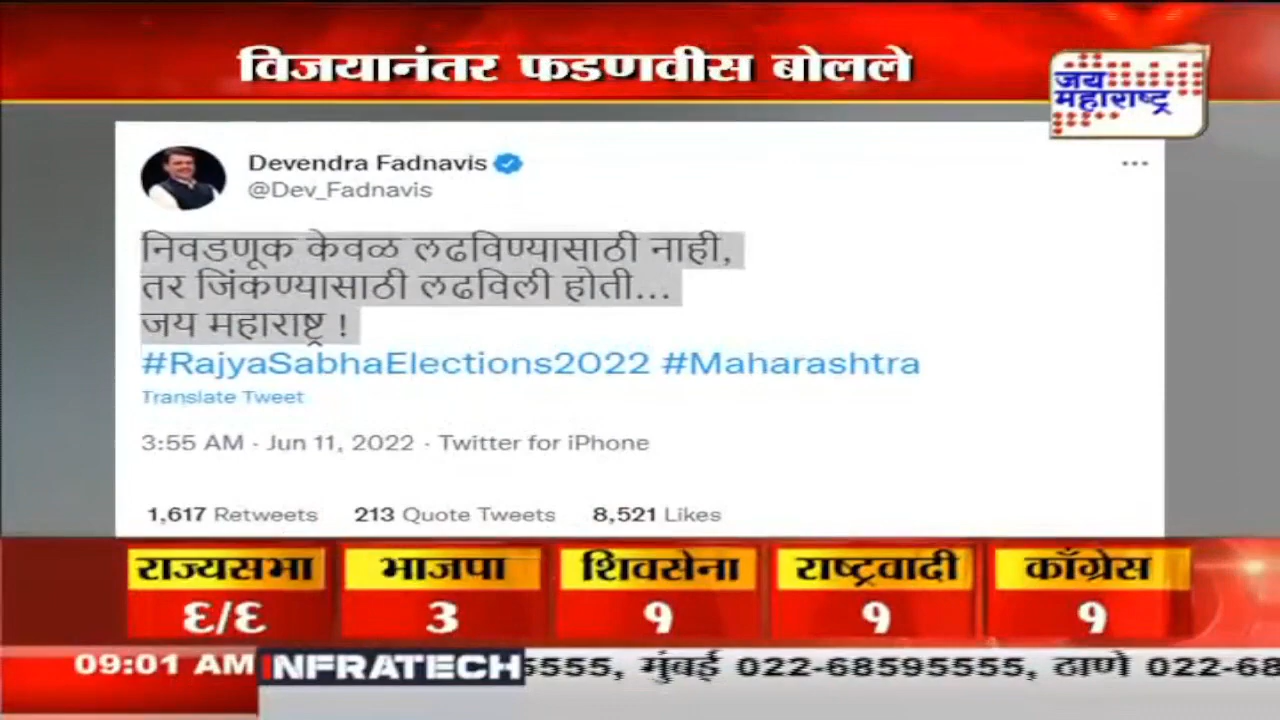 विजयानंतर फडणवीस बोलले
जय
महाराष्ट्र
Devendra Fadnavis
@Dev_Fadnavis
निवडणूक केवळ लढविण्यासाठी नाही,
तर जिंकण्यासाठी लढविली होती...
जय महाराष्ट्र !
#RajyaSabhaElections2022 #Maharashtra
Translate Tweet
3:55 AM · Jun 11, 2022 · Twitter for iPhone
1,617 Retweets 213 Quote Tweets 8,521 Likes
राज्यसभा भाजपा शिवसेना राष्ट्रवादी काँग्रेस
६/६ 3 १ १ १
09:01 AM INFRATECH 5555, मुंबई 022-68595555, ठाणे 022-68